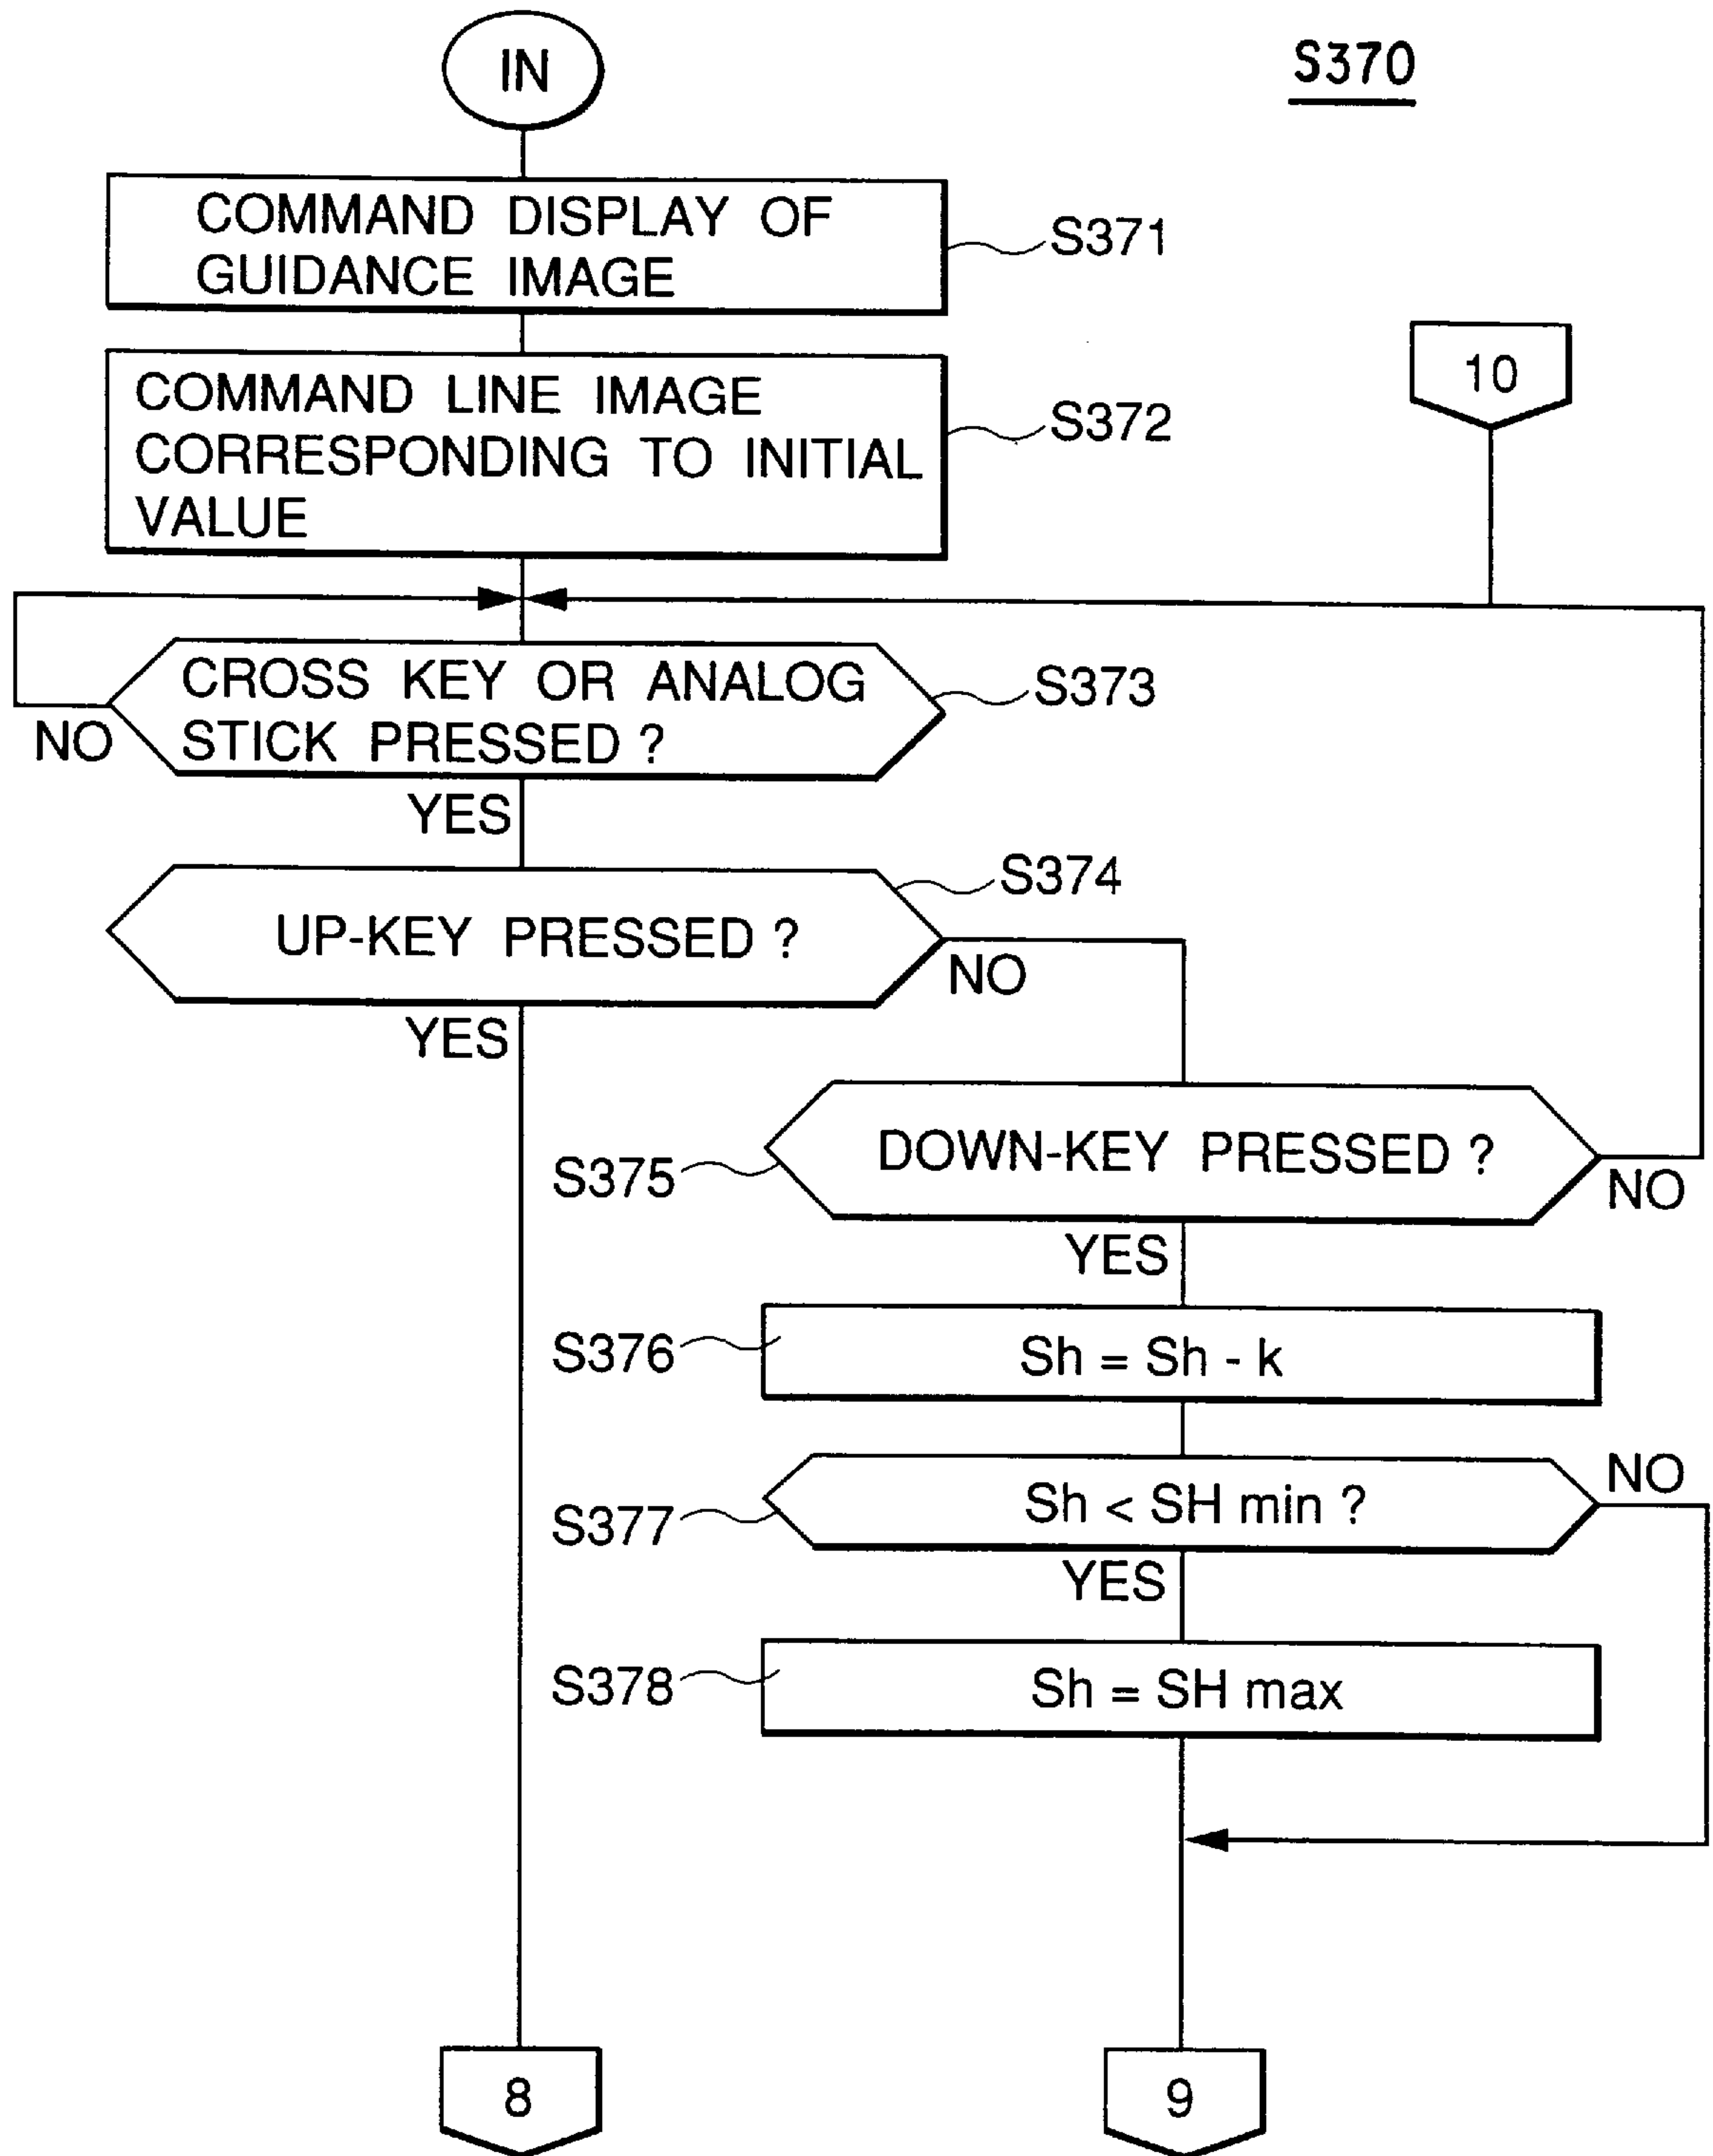 IN
S370
COMMAND DISPLAY OF
GUIDANCE IMAGE
S371
COMMAND LINE IMAGE
CORRESPONDING TO INITIAL
VALUE
S372
10
CROSS KEY OR ANALOG
STICK PRESSED ?
S373
NO
YES
UP-KEY PRESSED ?
S374
NO
YES
DOWN-KEY PRESSED ?
S375
NO
YES
S376
Sh = Sh - k
S377
Sh < SH min ?
NO
YES
S378
Sh = SH max
8
9